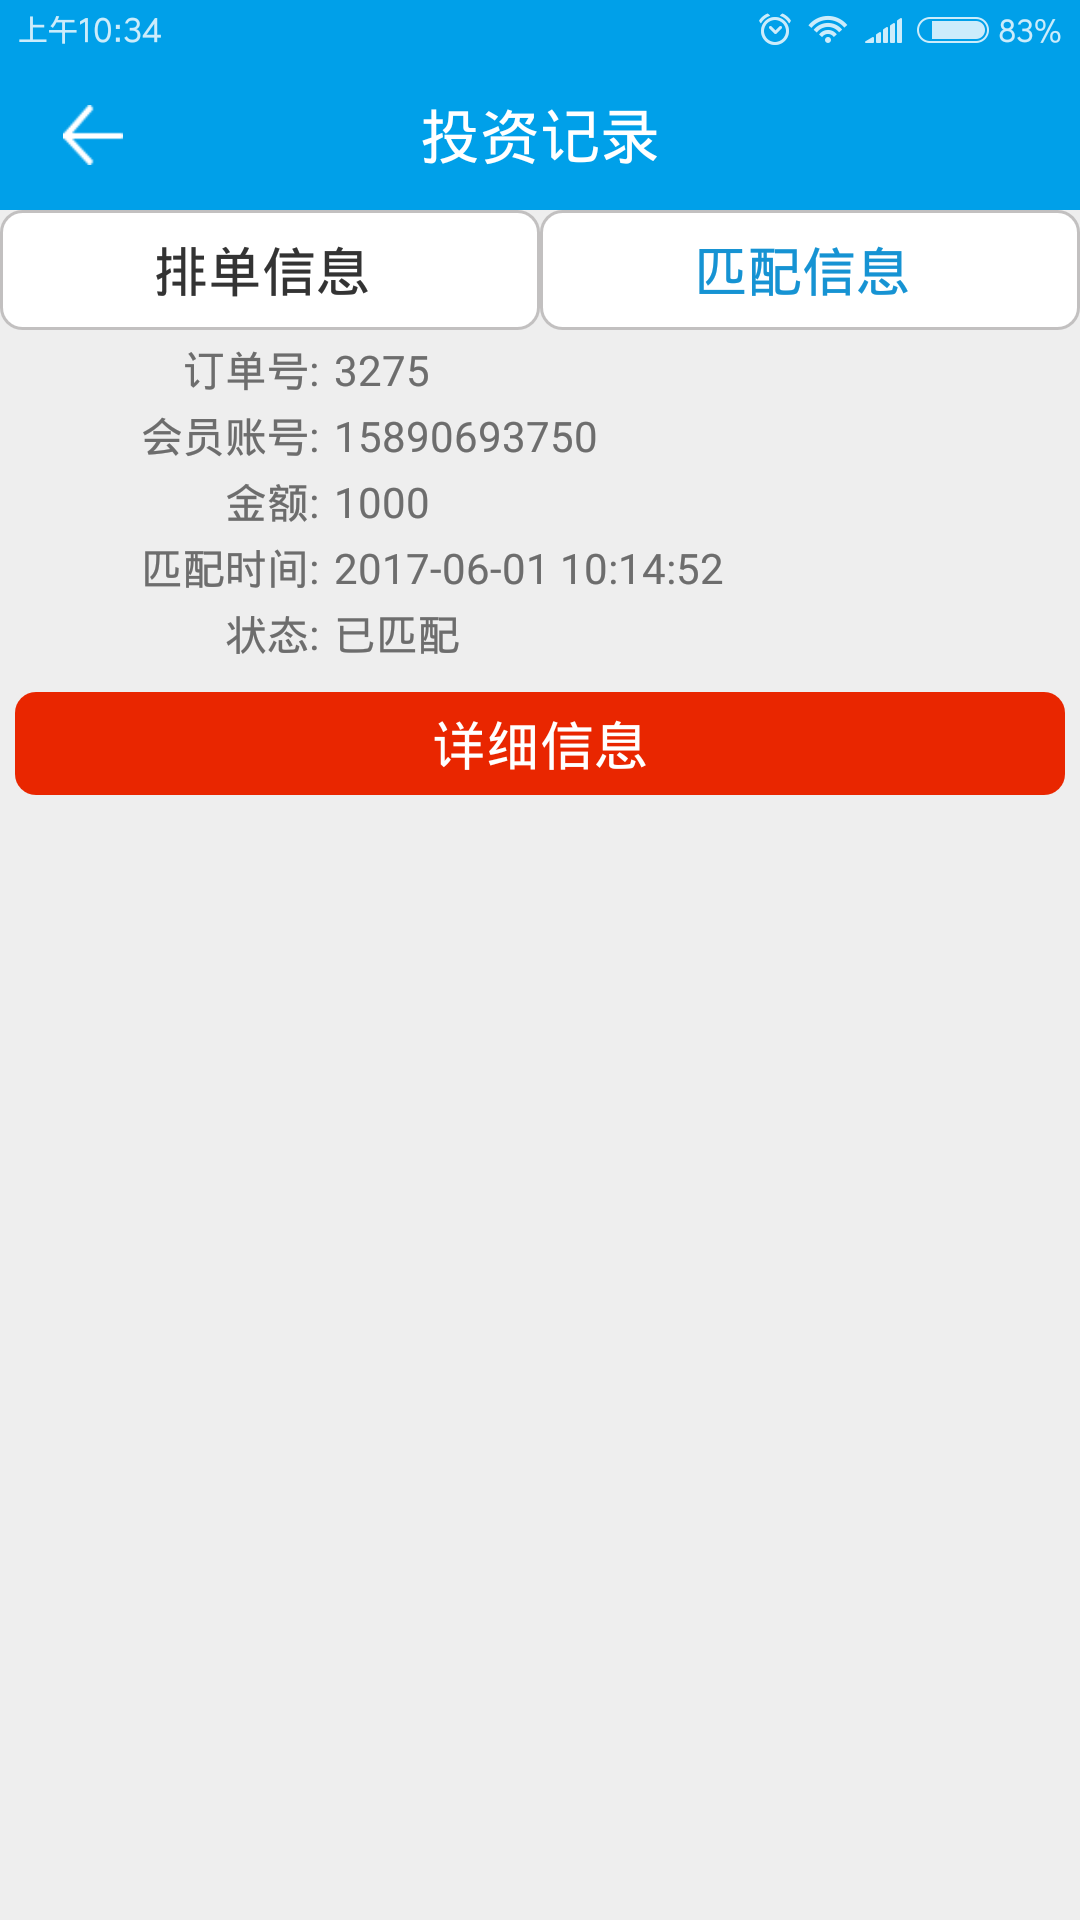 上午10:34 83%
投资记录
排单信息 匹配信息
订单号: 3275
会员账号: 15890693750
金额: 1000
匹配时间: 2017-06-01 10:14:52
状态: 已匹配
详细信息